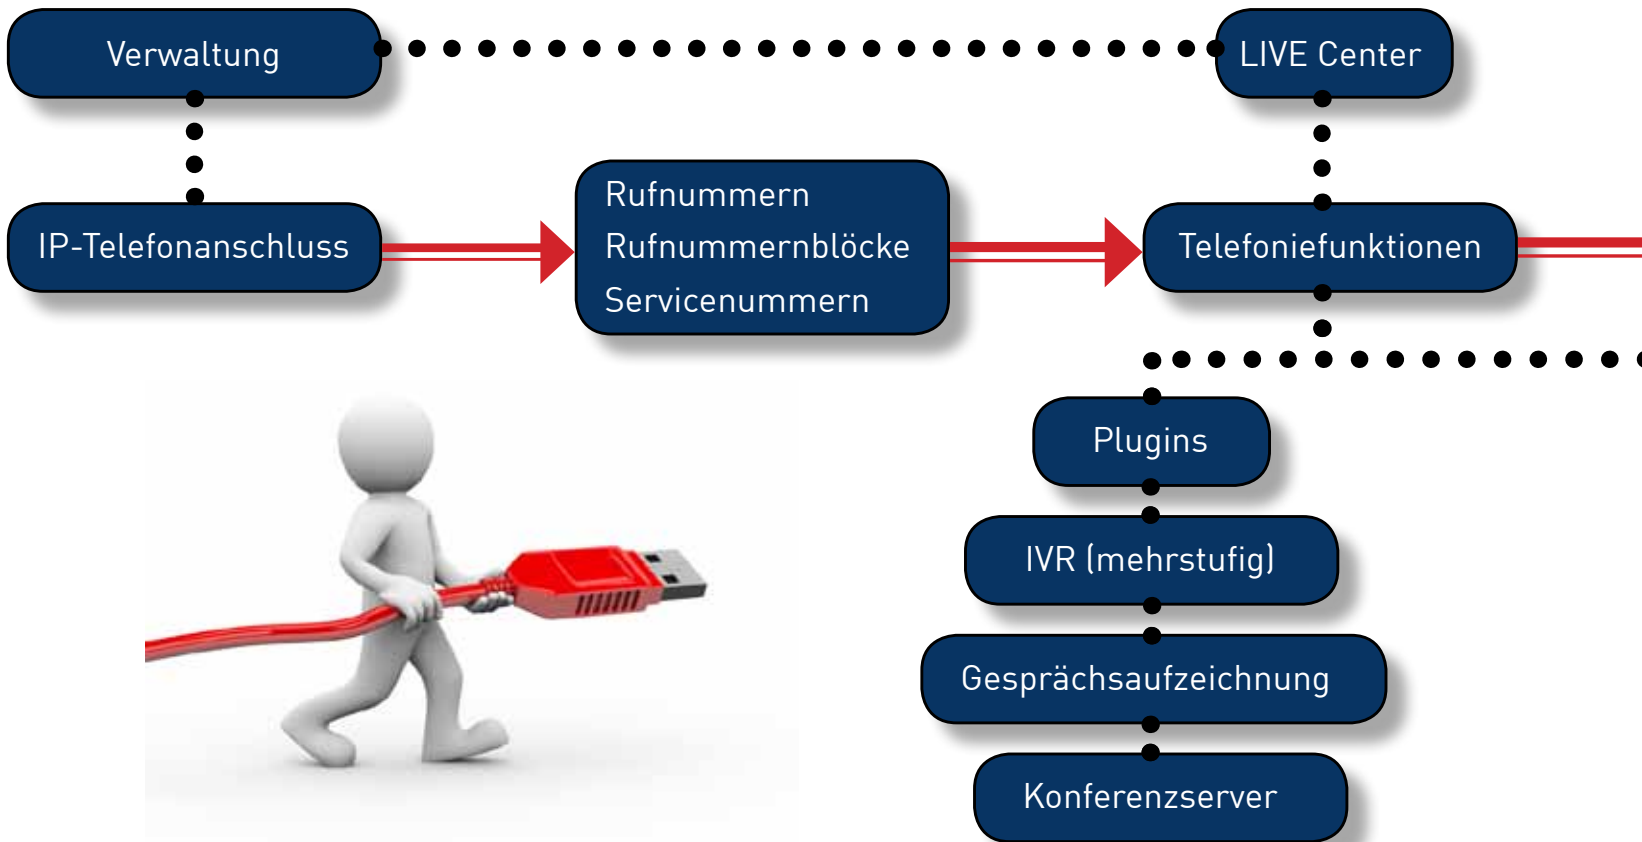 Verwaltung
LIVE Center
IP-Telefonanschluss
Rufnummern
Rufnummernblöcke
Servicenummern
Telefoniefunktionen
Plugins
IVR (mehrstufig)
Gesprächsaufzeichnung
Konferenzserver